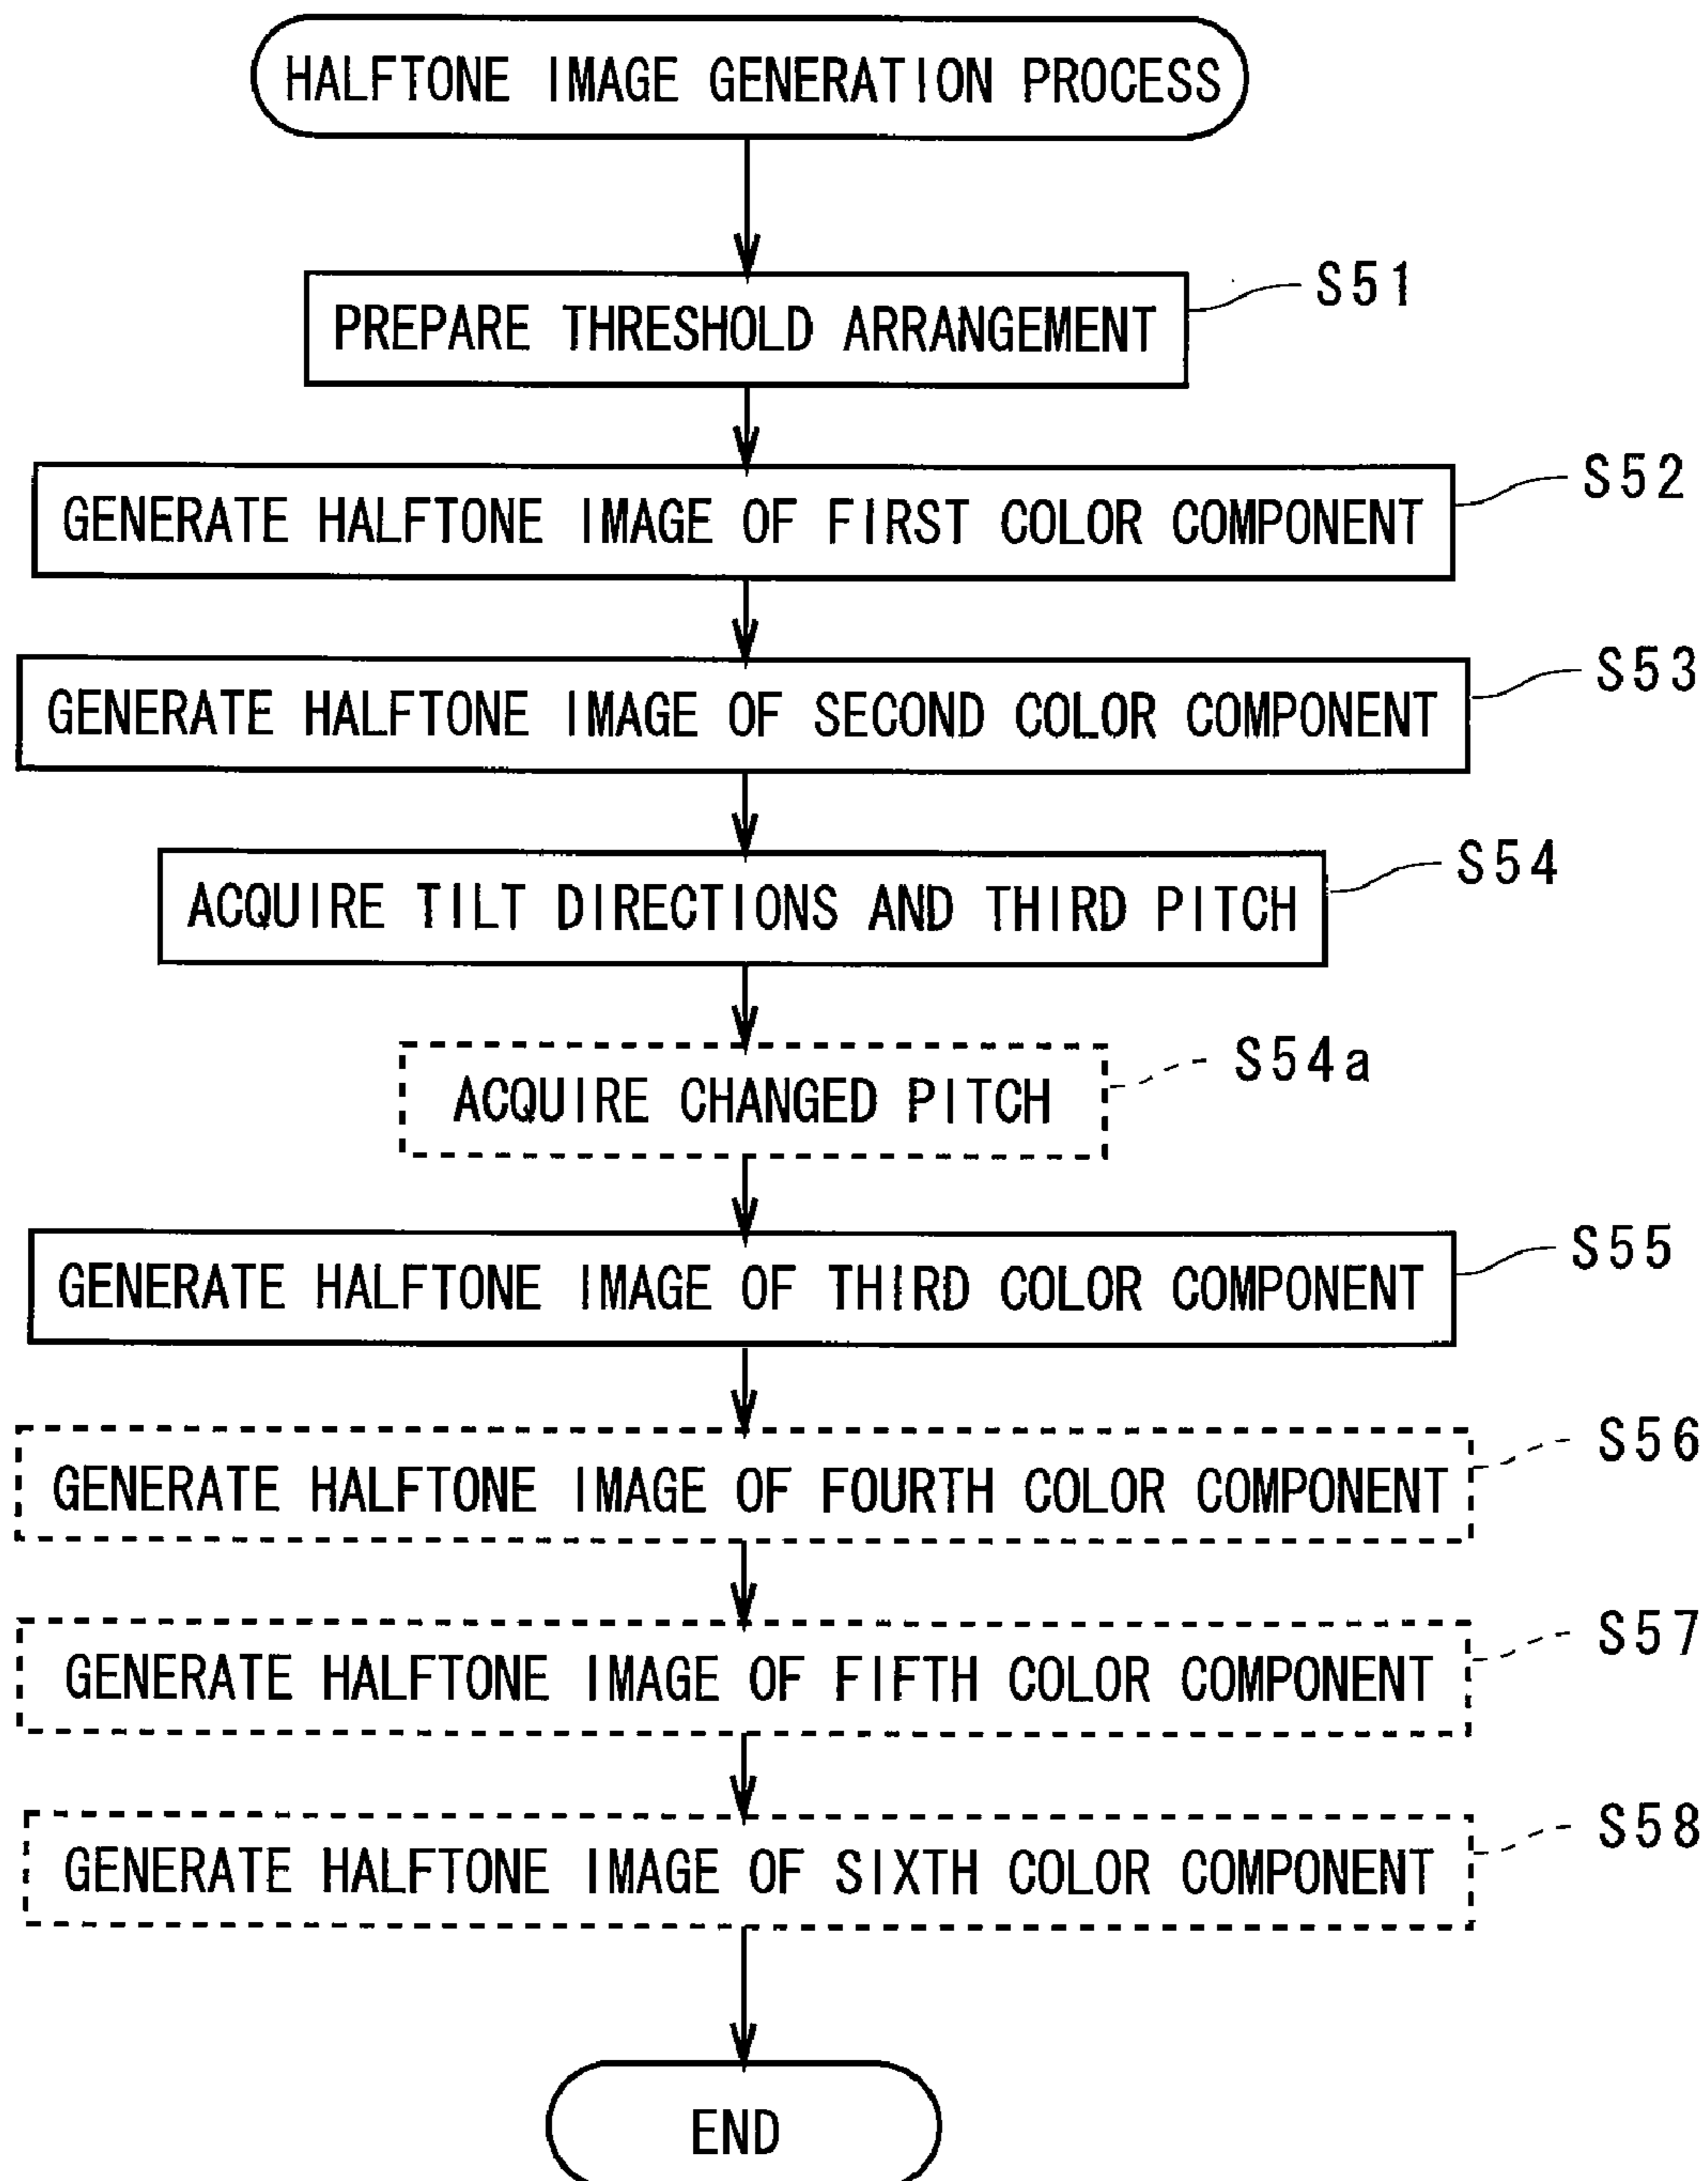 HALFTONE IMAGE GENERATION PROCESS
PREPARE THRESHOLD ARRANGEMENT
S51
GENERATE HALFTONE IMAGE OF FIRST COLOR COMPONENT
S52
GENERATE HALFTONE IMAGE OF SECOND COLOR COMPONENT
S53
ACQUIRE TILT DIRECTIONS AND THIRD PITCH
S54
ACQUIRE CHANGED PITCH
S54a
GENERATE HALFTONE IMAGE OF THIRD COLOR COMPONENT
S55
GENERATE HALFTONE IMAGE OF FOURTH COLOR COMPONENT
S56
GENERATE HALFTONE IMAGE OF FIFTH COLOR COMPONENT
S57
GENERATE HALFTONE IMAGE OF SIXTH COLOR COMPONENT
S58
END